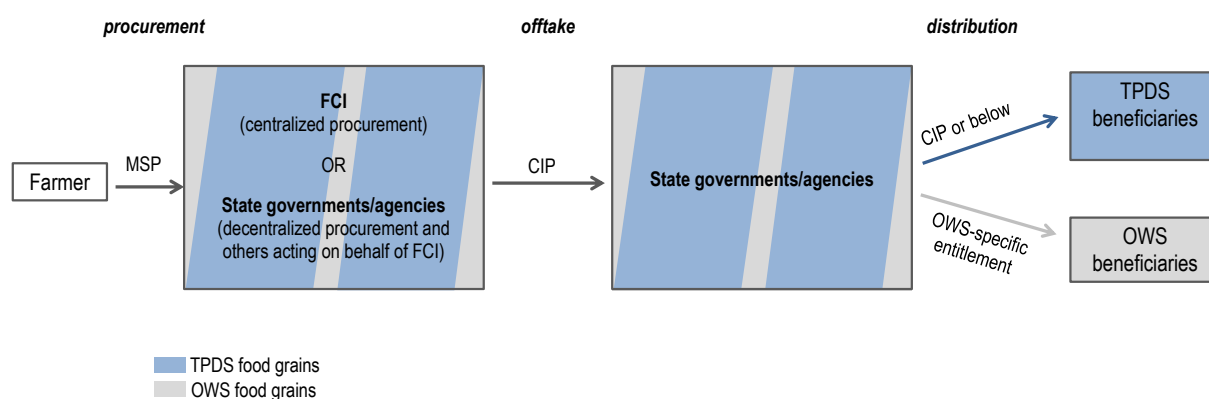 procurement
offtake
distribution
Farmer
MSP
FCI
(centralized procurement)
OR
State governments/agencies
(decentralized procurement and
others acting on behalf of FCI)
CIP
State governments/agencies
CIP or below
TPDS
beneficiaries
OWS-specific
entitlement
OWS
beneficiaries
TPDS food grains
OWS food grains